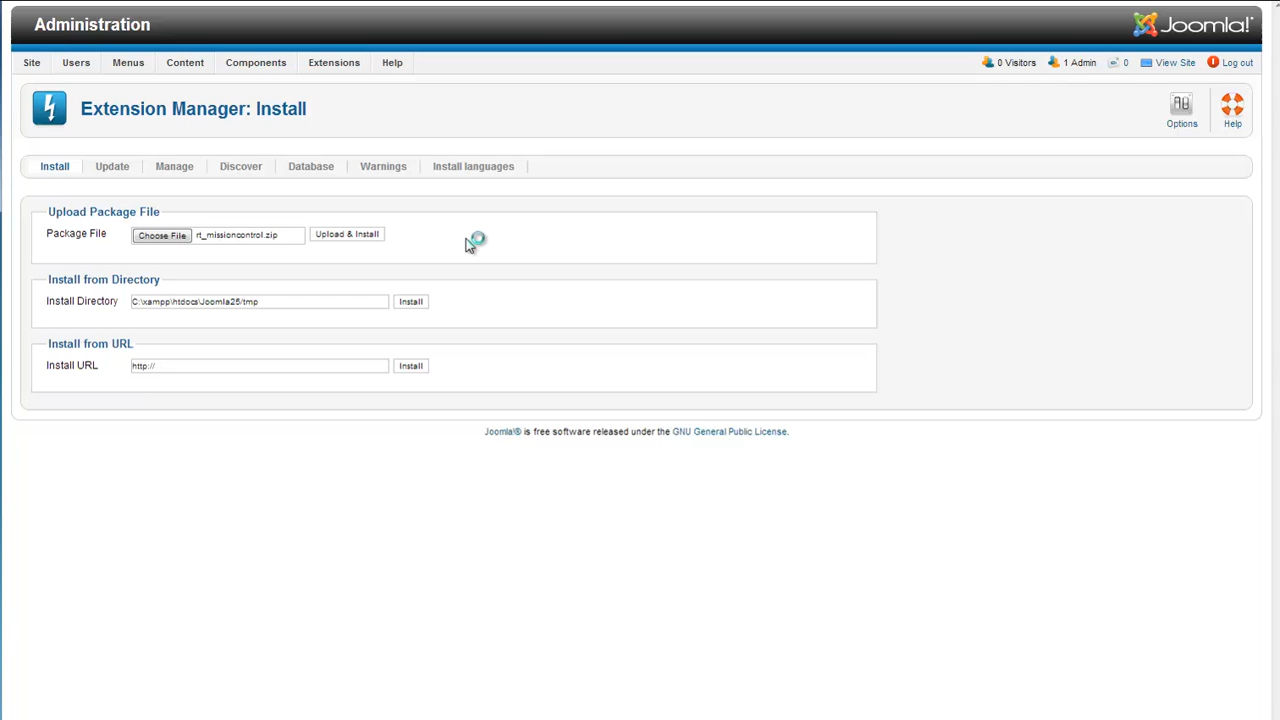 Administration
Joomla!
Site Users Menus Content Components Extensions Help 0 Visitors 1 Admin 0 View Site Log out
Extension Manager: Install
Options Help
Install Update Manage Discover Database Warnings Install languages
Upload Package File
Package File Choose File rt_missioncontrol.zip Upload & Install
Install from Directory
Install Directory C:\xampp\htdocs\Joomla25/tmp Install
Install from URL
Install URL http:// Install
Joomla!® is free software released under the GNU General Public License.